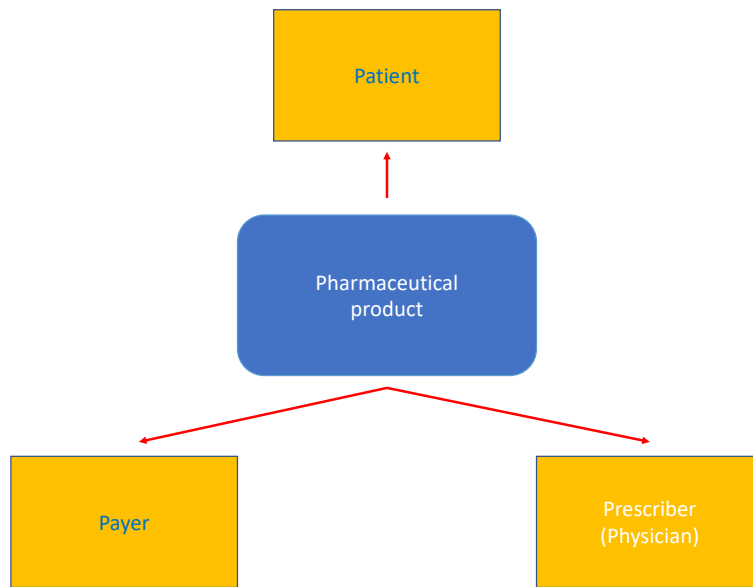 Patient
Pharmaceutical
product
Payer
Prescriber
(Physician)